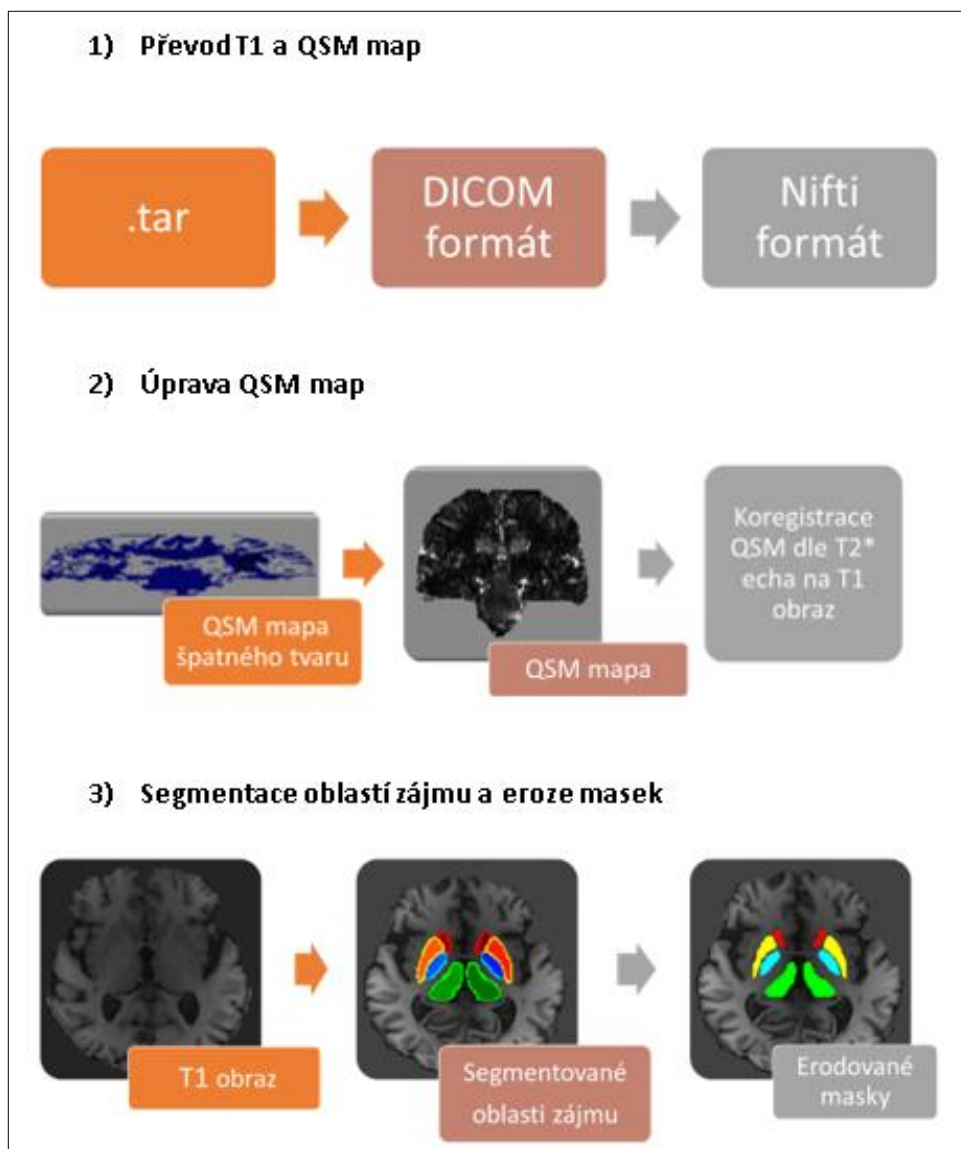 1) Převod T1 a QSM map
.tar
DICOM
formát
Nifti
formát
2) Úprava QSM map
QSM mapa
špatného tvaru
QSM mapa
Koregistrace
QSM dle T2*
echa na T1
obraz
3) Segmentace oblastí zájmu a eroze masek
T1 obraz
Segmentované
oblasti zájmu
Erodované
masky